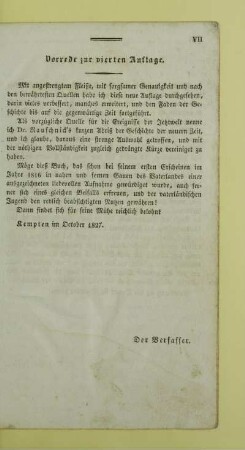 VII
Vorrede zur vierten Auflage.
Mit angestrengtem Fleiße, mit sorgsamer Genauigkeit und nach
den bewährtesten Quellen habe ich diese neue Auflage durchgesehen,
darin vieles verbessert, manches erweitert, und den Faden der Ge-
schichte bis auf die gegenwärtige Zeit fortgeführt.
Als vorzügliche Quelle für die Ereignisse der Jetztwelt nenne
ich Dr. Hauschnick's kurzen Abriß der Geschichte der neuern Zeit,
und ich glaube, daraus eine strenge Auswahl getroffen, und mit
der nöthigen Vollständigkeit zugleich gedrängte Kürze vereiniget zu
haben.
Möge dieß Buch, das schon bei seinem ersten Erscheinen im
Jahre 1816 in nahen und fernen Gauen des Vaterlandes einer
ausgezeichneten liebevollen Aufnahme gewürdiget wurde, auch fer-
ner sich eines gleichen Beifalls erfreuen, und der vaterländischen
Jugend den redlich beabsichtigten Nutzen gewähren!
Dann findet sich für seine Mühe reichlich belohnt
Kempten im October 1827.
Der Verfasser.